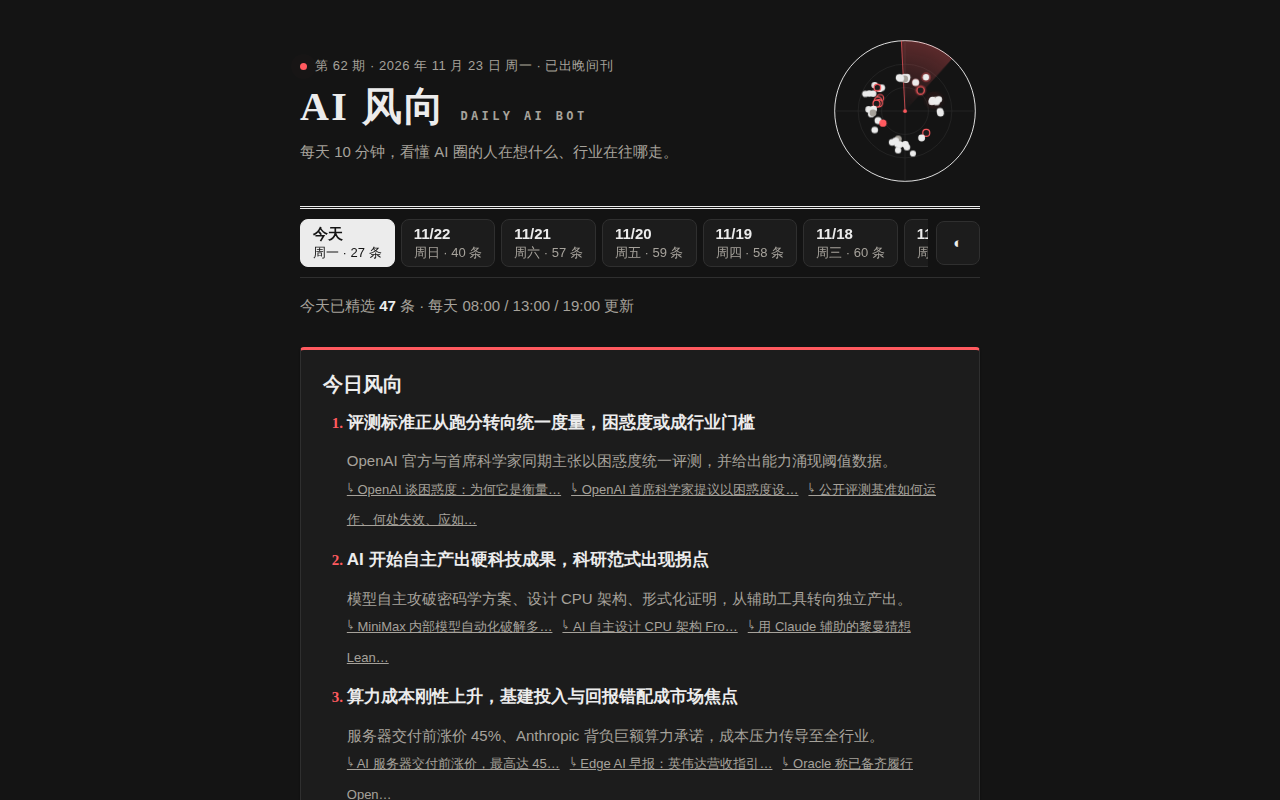 第 62 期 · 2026 年 11 月 23 日 周一 · 已出晚间刊
AI 风向 DAILY AI BOT
每天 10 分钟，看懂 AI 圈的人在想什么、行业在往哪走。
今天 11/22 11/21 11/20 11/19 11/18
周一 · 27 条 周日 · 40 条 周六 · 57 条 周五 · 59 条 周四 · 58 条 周三 · 60 条 周
今天已精选 47 条 · 每天 08:00 / 13:00 / 19:00 更新
今日风向
1. 评测标准正从跑分转向统一度量，困惑度或成行业门槛
OpenAI 官方与首席科学家同期主张以困惑度统一评测，并给出能力涌现阈值数据。
↳ OpenAI 谈困惑度：为何它是衡量… ↳ OpenAI 首席科学家提议以困惑度设… ↳ 公开评测基准如何运
作、何处失效、应如…
2. AI 开始自主产出硬科技成果，科研范式出现拐点
模型自主攻破密码学方案、设计 CPU 架构、形式化证明，从辅助工具转向独立产出。
↳ MiniMax 内部模型自动化破解多… ↳ AI 自主设计 CPU 架构 Fro… ↳ 用 Claude 辅助的黎曼猜想
Lean…
3. 算力成本刚性上升，基建投入与回报错配成市场焦点
服务器交付前涨价 45%、Anthropic 背负巨额算力承诺，成本压力传导至全行业。
↳ AI 服务器交付前涨价，最高达 45… ↳ Edge AI 早报：英伟达营收指引… ↳ Oracle 称已备齐履行
Open…